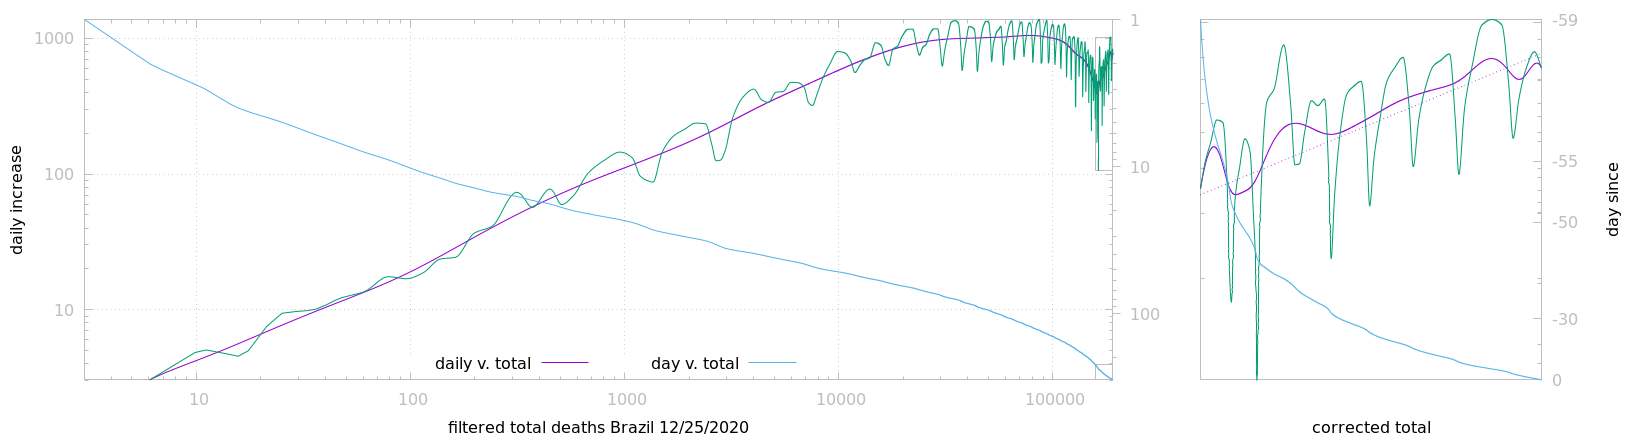 1000
100
10
daily increase
10
100
1000
10000
100000
filtered total deaths Brazil 12/25/2020
daily v. total
day v. total
1
10
100
-59
-55
-50
-30
0
day since
corrected total